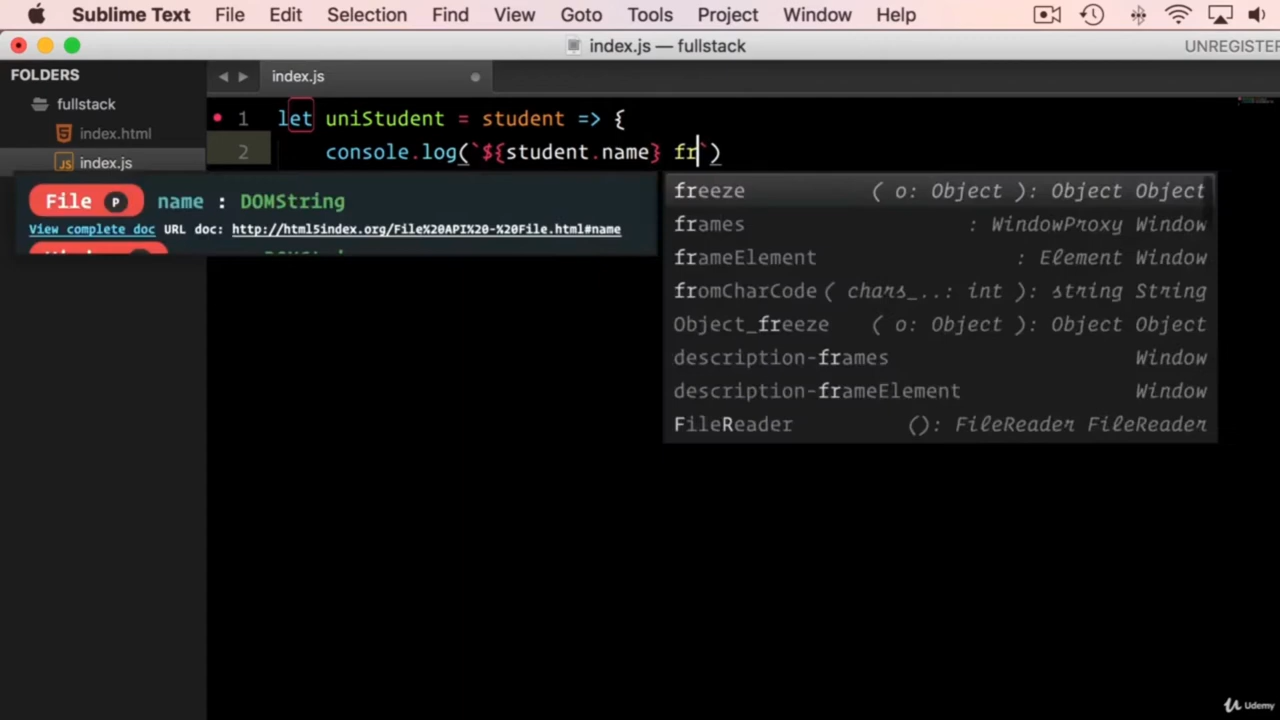 Sublime Text File Edit Selection Find View Goto Tools Project Window Help
index.js — fullstack UNREGISTER
FOLDERS
fullstack
index.html
index.js
index.js
1 let uniStudent = student => {
2 console.log(`${student.name} fr`)
File P name : DOMString
View complete doc URL doc: http://html5index.org/File%20API%20-%20File.html#name
freeze ( o: Object ): Object Object
frames : WindowProxy Window
frameElement : Element Window
fromCharCode ( chars_..: int ): string String
Object_freeze ( o: Object ): Object Object
description-frames Window
description-frameElement Window
FileReader (): FileReader FileReader
Udemy